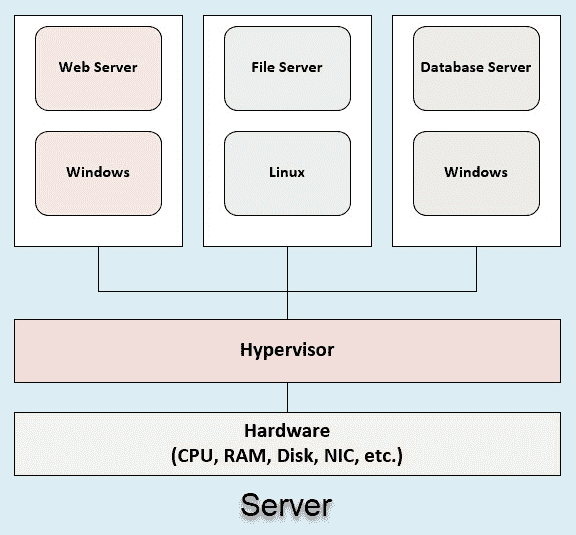 Web Server
File Server
Database Server
Windows
Linux
Windows
Hypervisor
Hardware
(CPU, RAM, Disk, NIC, etc.)
Server